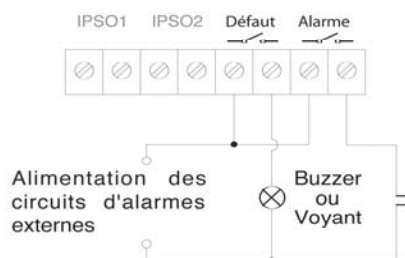 IPSO1 IPSO2 Défaut Alarme
Alimentation des
circuits d'alarmes
externes
Buzzer
ou
Voyant